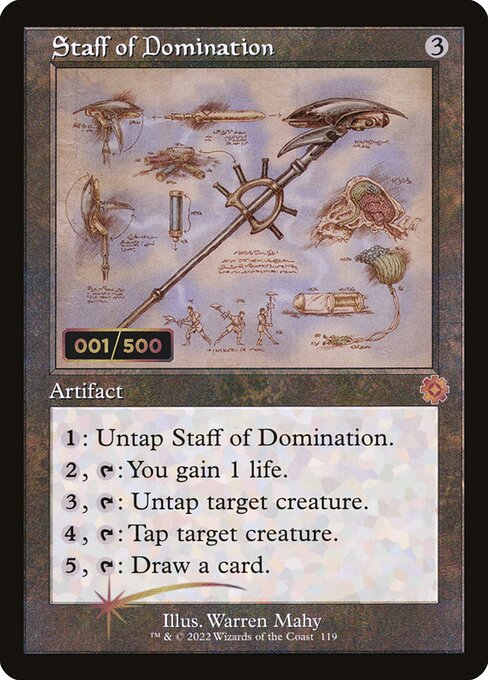 Staff of Domination 3
001/500
Artifact
1: Untap Staff of Domination.
2, : You gain 1 life.
3, : Untap target creature.
4, : Tap target creature.
5, : Draw a card.
Illus. Warren Mahy
™ & © 2022 Wizards of the Coast 119